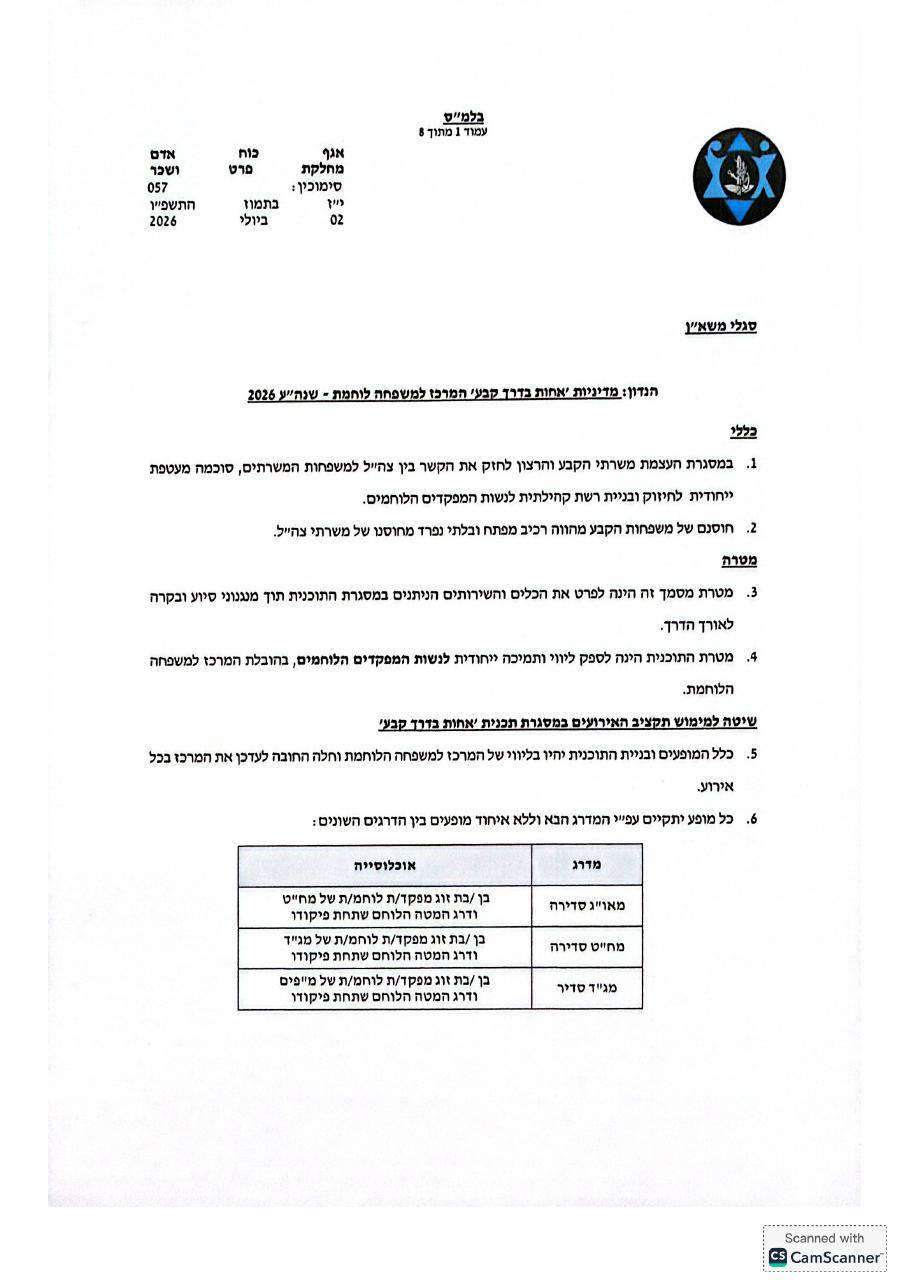 בלמ"ס
עמוד 1 מתוך 8
אגף כוח אדם
מחלקת פרט ושכר
סימוכין: 057
י"ז בתמוז התשפ"ו
02 ביולי 2026
סגלי משא"ן
הנדון: מדיניות 'אחות בדרך קבע' המרכז למשפחה לוחמת - שנה"ע 2026
כללי
1. במסגרת העצמת משרתי הקבע והרצון לחזק את הקשר בין צה"ל למשפחות המשרתים, סוכמה מעטפת
ייחודית לחיזוק ובניית רשת קהילתית לנשות המפקדים הלוחמים.
2. חוסנם של משפחות הקבע מהווה רכיב מפתח ובלתי נפרד מחוסנו של משרתי צה"ל.
מטרה
3. מטרת מסמך זה הינה לפרט את הכלים והשירותים הניתנים במסגרת התוכנית תוך מנגנוני סיוע ובקרה
לאורך הדרך.
4. מטרת התוכנית הינה לספק ליווי ותמיכה ייחודית לנשות המפקדים הלוחמים, בהובלת המרכז למשפחה
הלוחמת.
שיטה למימוש תקציב האירועים במסגרת תכנית 'אחות בדרך קבע'
5. כלל המופעים ובניית התוכנית יהיו בליווי של המרכז למשפחה הלוחמת וחלה החובה לעדכן את המרכז בכל
אירוע.
6. כל מופע יתקיים עפ"י המדרג הבא וללא איחוד מופעים בין הדרגים השונים:
מדרג אוכלוסייה
מאו"ג סדירה בן /בת זוג מפקד/ת לוחמ/ת של מח"ט
ודרג המטה הלוחם שתחת פיקודו
מח"ט סדירה בן /בת זוג מפקד/ת לוחמ/ת של מג"ד
ודרג המטה הלוחם שתחת פיקודו
מג"ד סדיר בן /בת זוג מפקד/ת לוחמ/ת של מ"פים
ודרג המטה הלוחם שתחת פיקודו
Scanned with
CS CamScanner